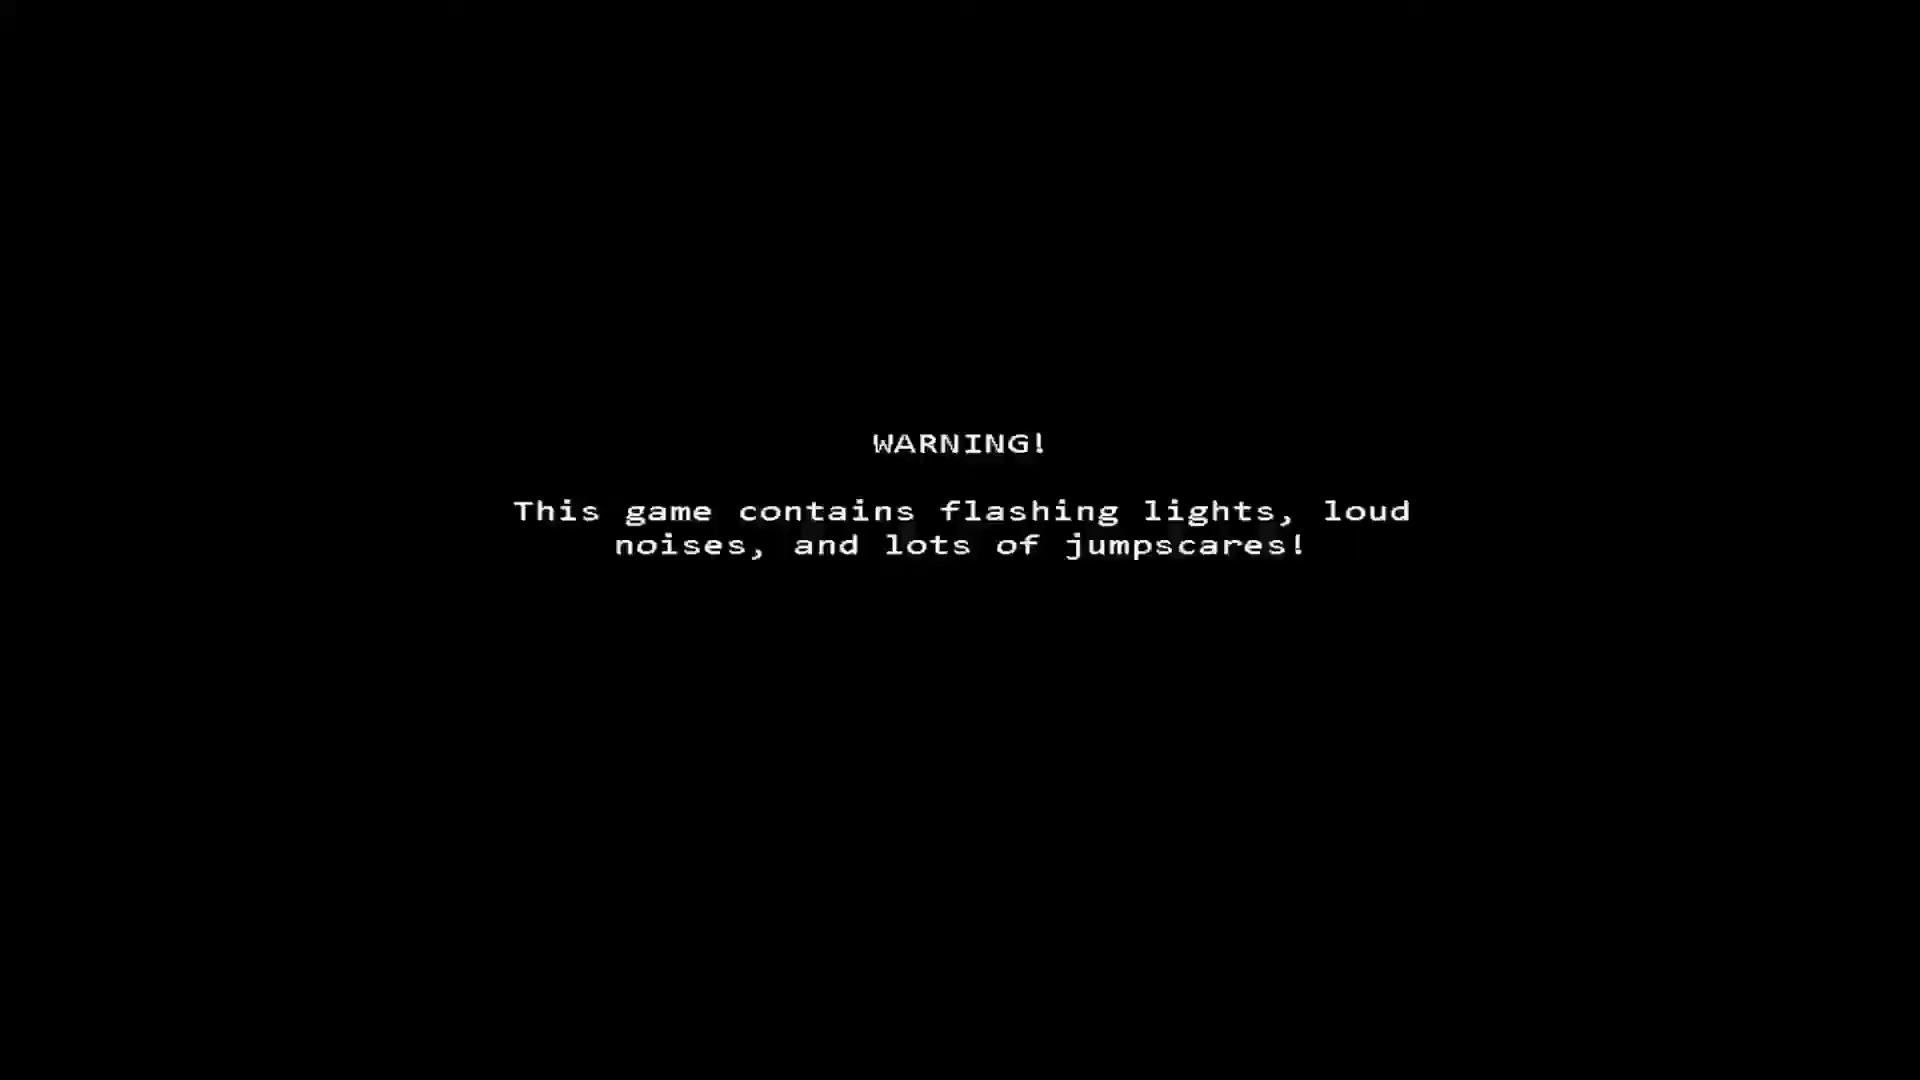 WARNING!
This game contains flashing lights, loud
noises, and lots of jumpscares!